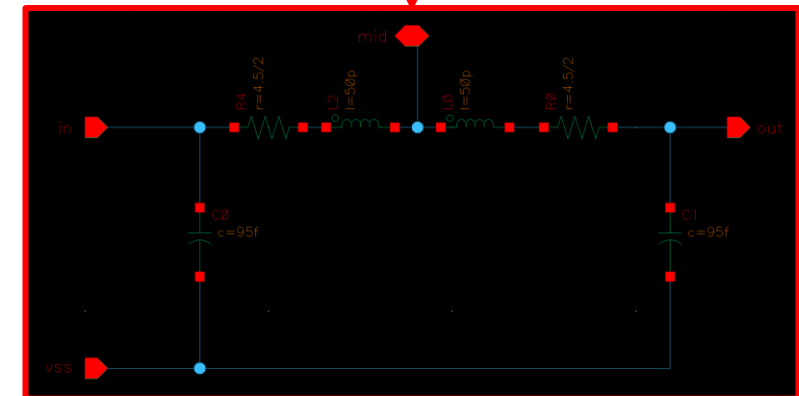 mid
R4
r=4.5/2
L2
l=50p
L0
l=50p
R0
r=4.5/2
in
out
C0
c=95f
C1
c=95f
vss